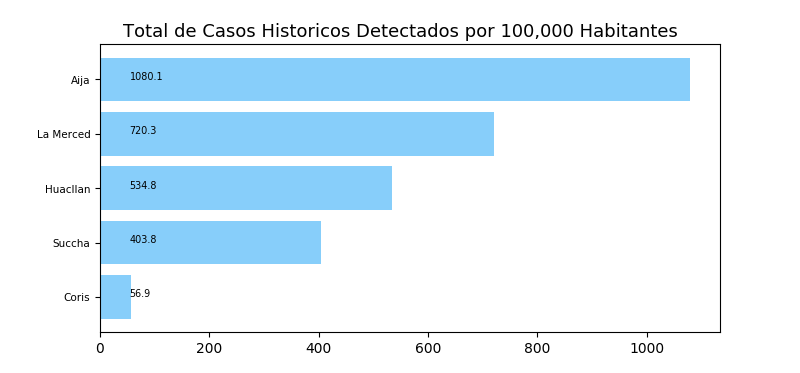 Total de Casos Historicos Detectados por 100,000 Habitantes
Aija 1080.1
La Merced 720.3
Huacllan 534.8
Succha 403.8
Coris 56.9
0 200 400 600 800 1000